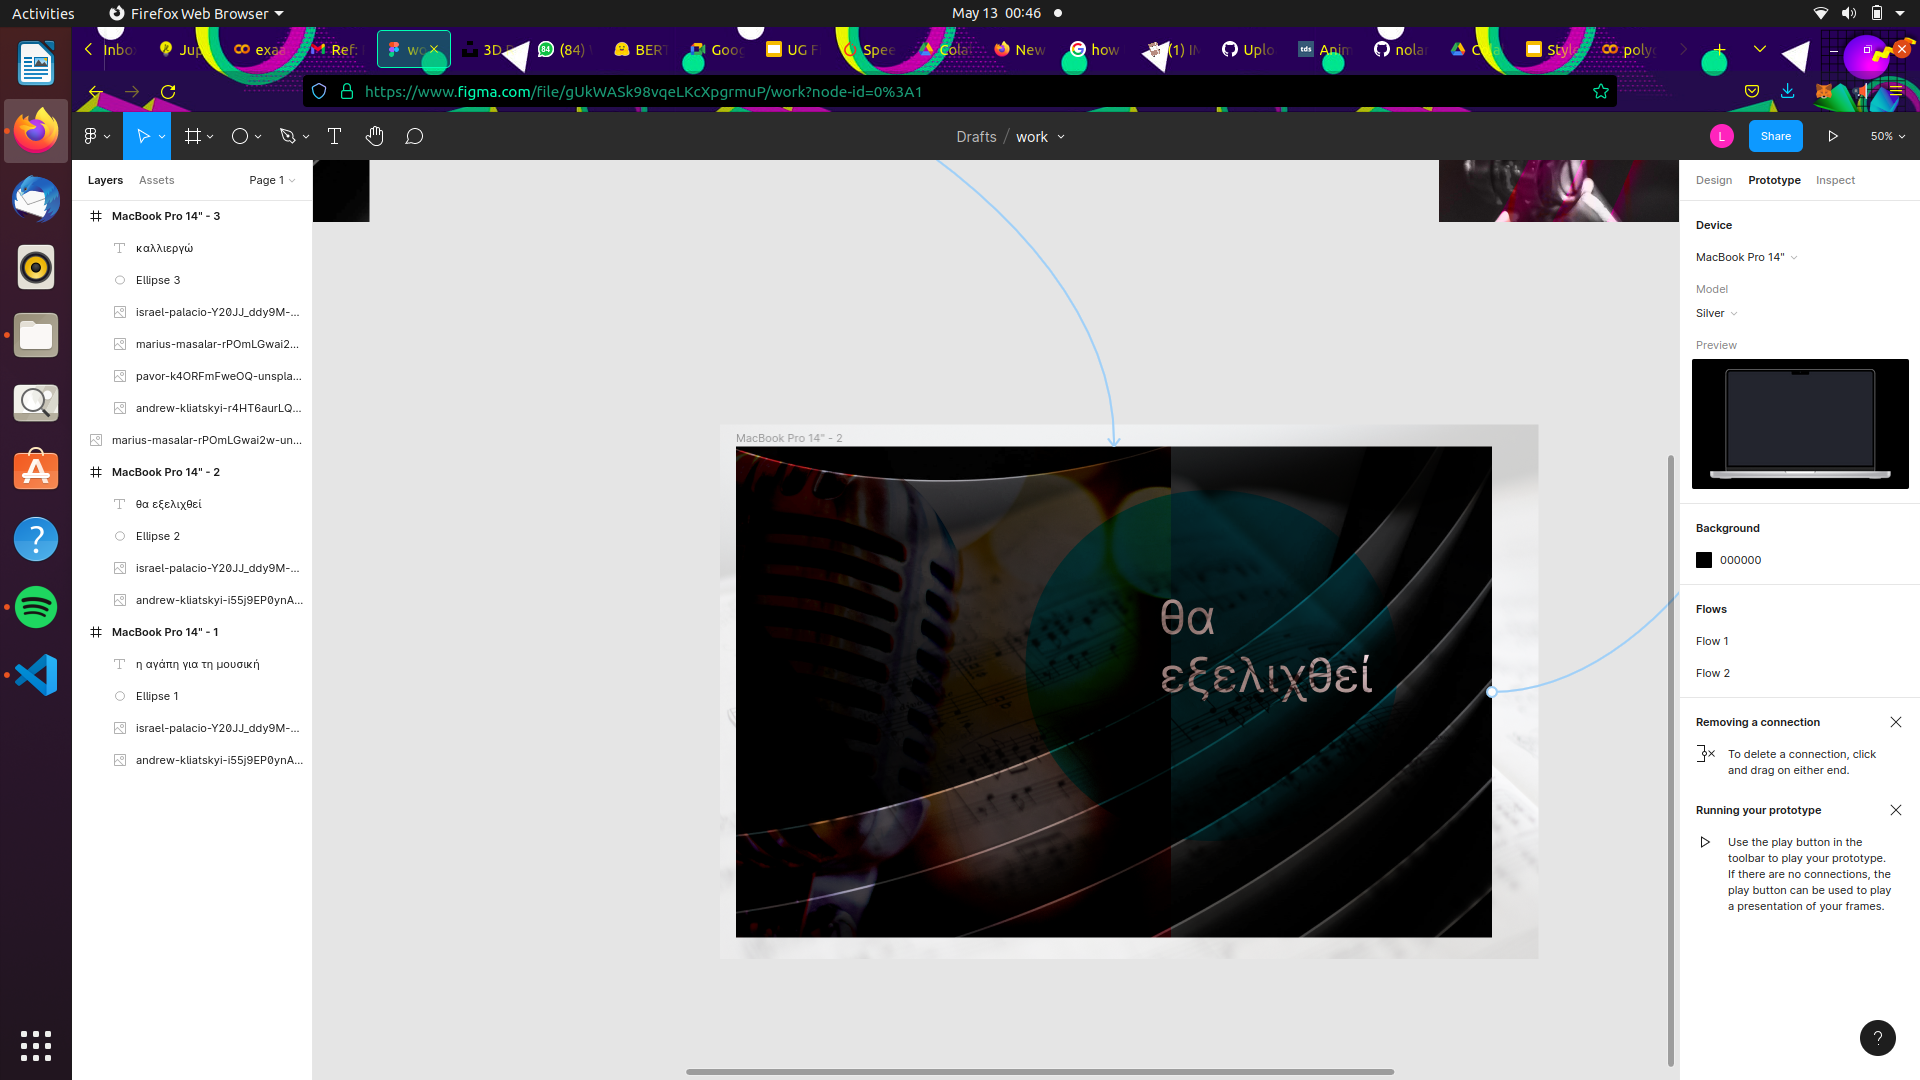 Activities
Firefox Web Browser
May 13 00:46
Inbo
Jup
exa
Ref:
wo
3D
(84)
BERT
Goo
UG F
Spee
Cola
New
how
(1)
Uplo
Anim
nolar
Style
poly
https://www.figma.com/file/gUkWASk98vqeLKcXpgrmuP/work?node-id=0%3A1
Drafts / work
L
Share
50%
Layers
Assets
Page 1
MacBook Pro 14" - 3
καλλιεργώ
Ellipse 3
israel-palacio-Y20JJ_ddy9M-...
marius-masalar-rPOmLGwai2...
pavor-k4ORFmFweOQ-unspla...
andrew-kliatskyi-r4HT6aurLQ...
marius-masalar-rPOmLGwai2w-un...
MacBook Pro 14" - 2
θα εξελιχθεί
Ellipse 2
israel-palacio-Y20JJ_ddy9M-...
andrew-kliatskyi-i55j9EP0ynA...
MacBook Pro 14" - 1
η αγάπη για τη μουσική
Ellipse 1
israel-palacio-Y20JJ_ddy9M-...
andrew-kliatskyi-i55j9EP0ynA...
MacBook Pro 14" - 2
θα
εξελιχθεί
Design
Prototype
Inspect
Device
MacBook Pro 14"
Model
Silver
Preview
Background
000000
Flows
Flow 1
Flow 2
Removing a connection
To delete a connection, click
and drag on either end.
Running your prototype
Use the play button in the
toolbar to play your prototype.
If there are no connections, the
play button can be used to play
a presentation of your frames.
?